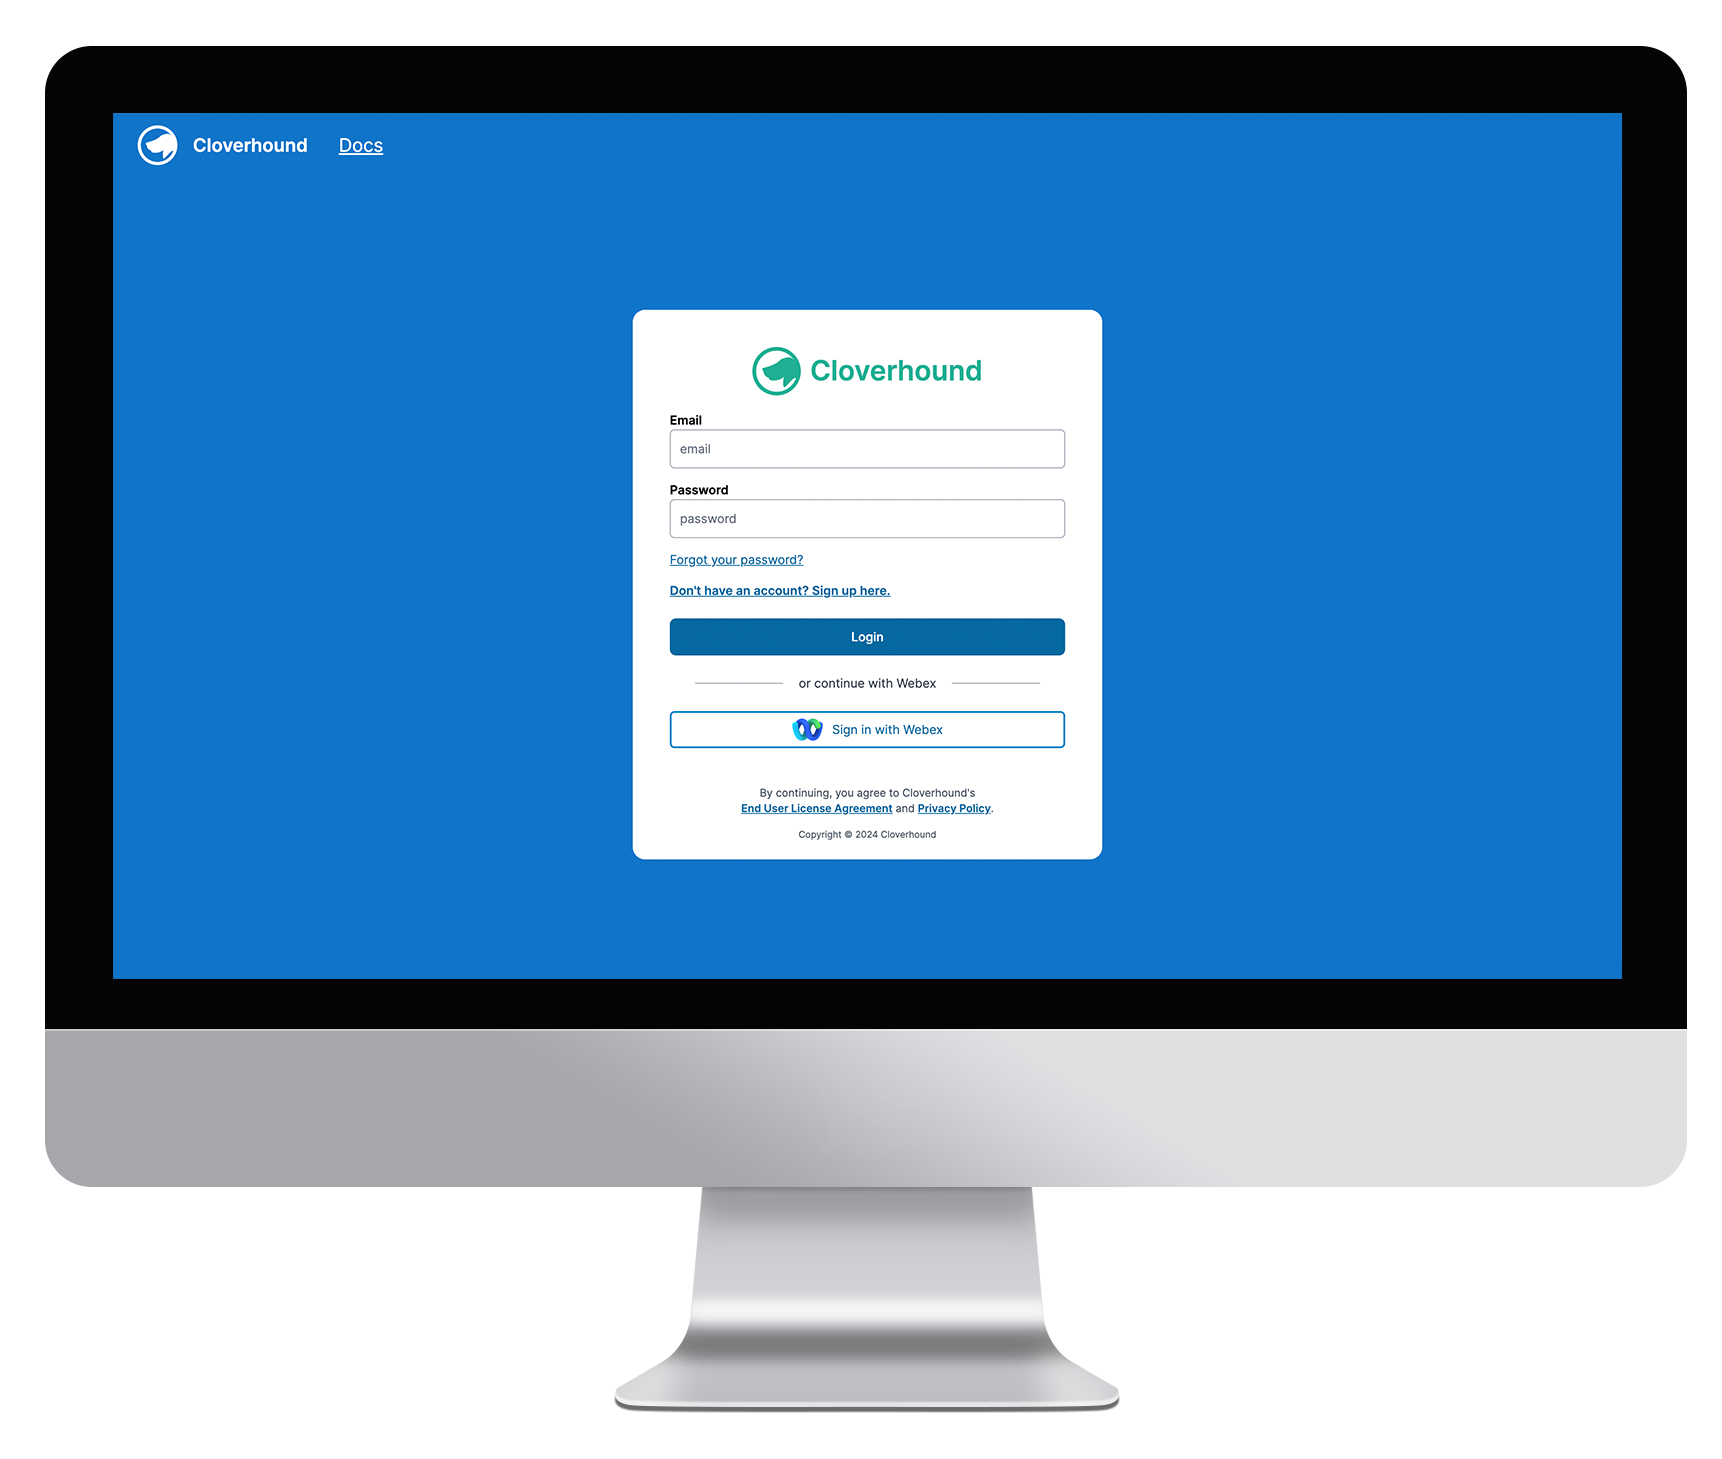 Cloverhound Docs
Cloverhound
Email
email
Password
password
Forgot your password?
Don't have an account? Sign up here.
Login
or continue with Webex
Sign in with Webex
By continuing, you agree to Cloverhound's
End User License Agreement and Privacy Policy.
Copyright © 2024 Cloverhound